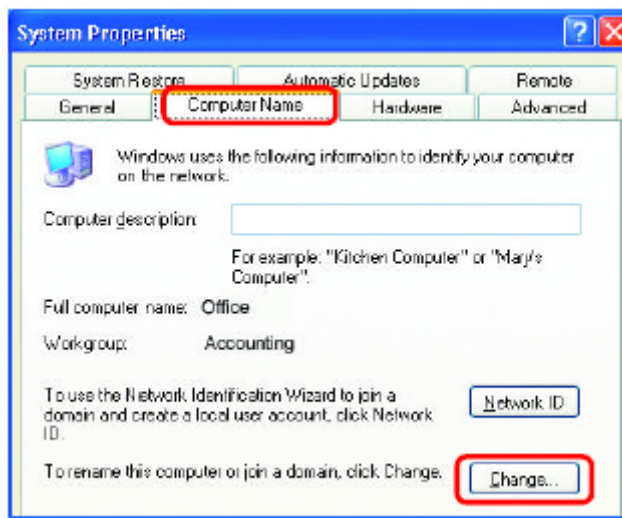 System Properties
System Restore Automatic Updates Remote
General Computer Name Hardware Advanced
Windows uses the following information to identify your computer
on the network.
Computer description:
For example: "Kitchen Computer" or "Mary's
Computer".
Full computer name: Office
Workgroup: Accounting
To use the Network Identification Wizard to join a
domain and create a local user account, click Network
ID.
Network ID
To rename this computer or join a domain, click Change.
Change...